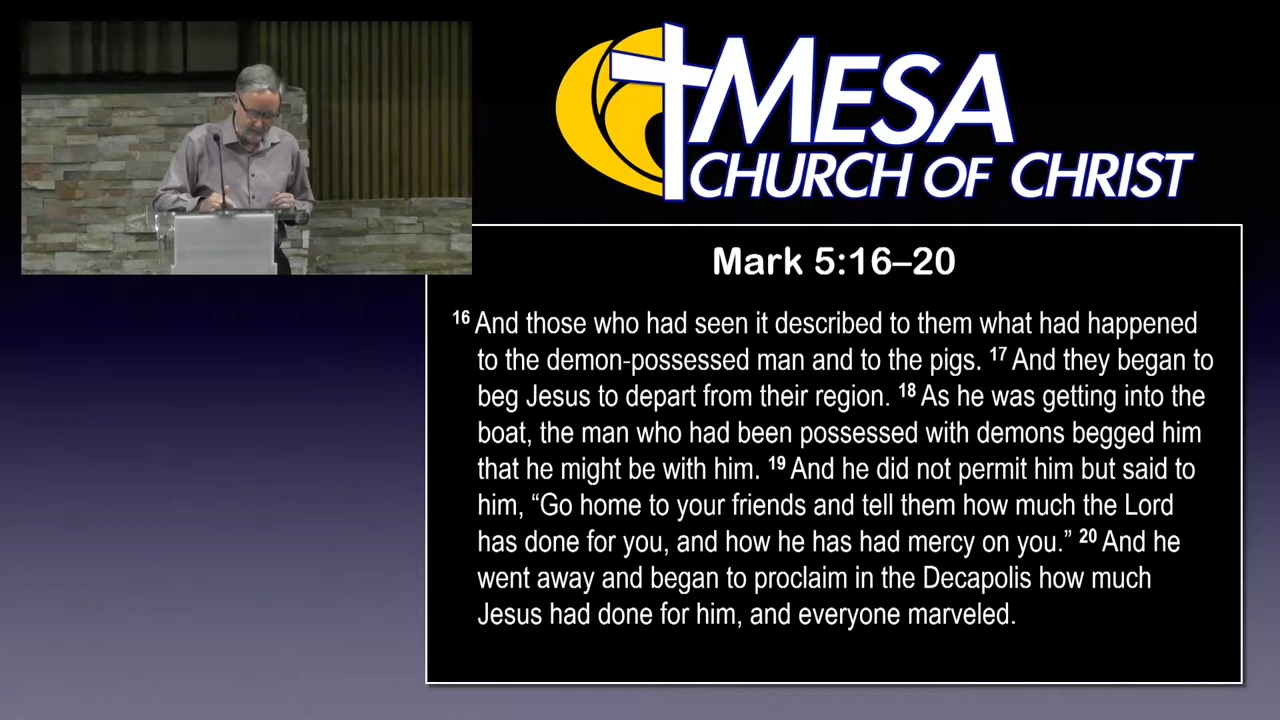 MESA
CHURCH OF CHRIST
Mark 5:16–20
16 And those who had seen it described to them what had happened
to the demon-possessed man and to the pigs. 17 And they began to
beg Jesus to depart from their region. 18 As he was getting into the
boat, the man who had been possessed with demons begged him
that he might be with him. 19 And he did not permit him but said to
him, “Go home to your friends and tell them how much the Lord
has done for you, and how he has had mercy on you.” 20 And he
went away and began to proclaim in the Decapolis how much
Jesus had done for him, and everyone marveled.